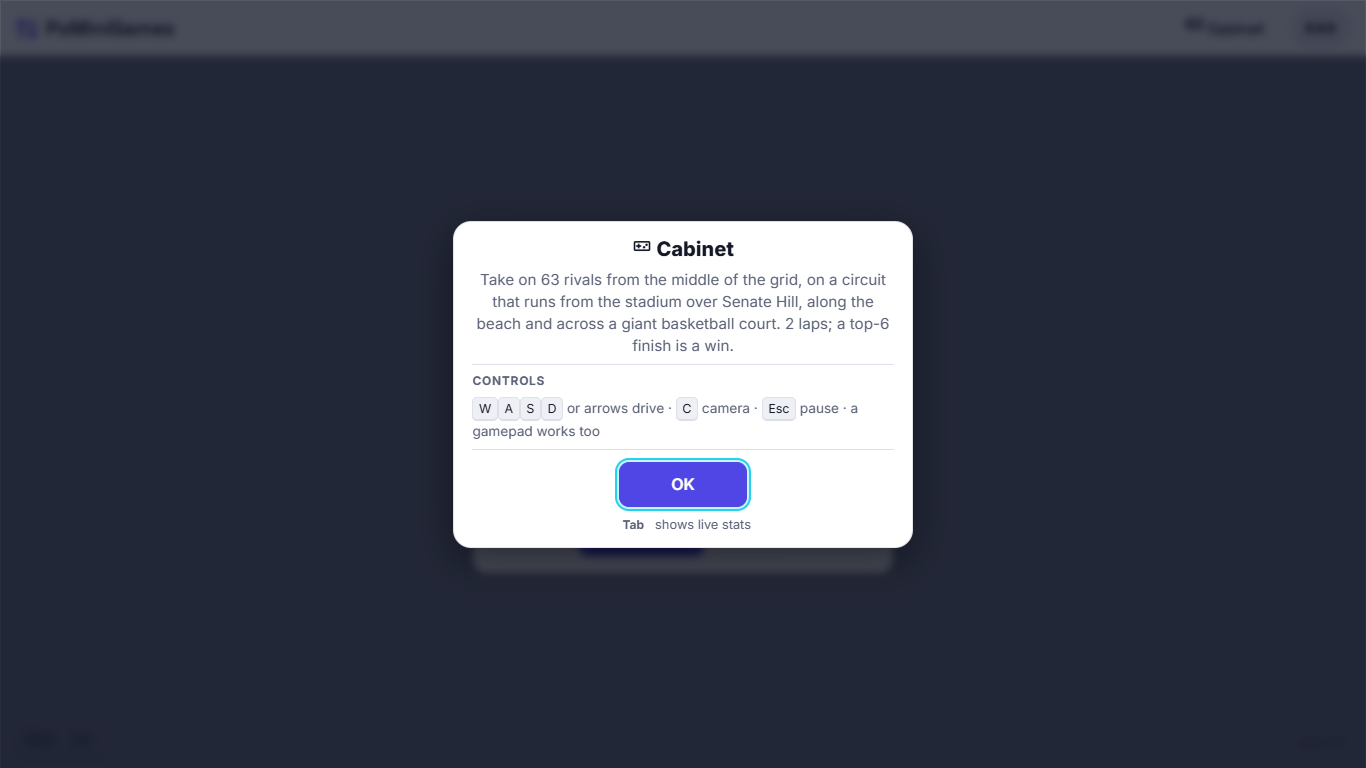 PoMiniGames
Cabinet
Cabinet
Take on 63 rivals from the middle of the grid, on a circuit
that runs from the stadium over Senate Hill, along the
beach and across a giant basketball court. 2 laps; a top-6
finish is a win.
CONTROLS
W A S D or arrows drive · C camera · Esc pause · a
gamepad works too
OK
Tab shows live stats